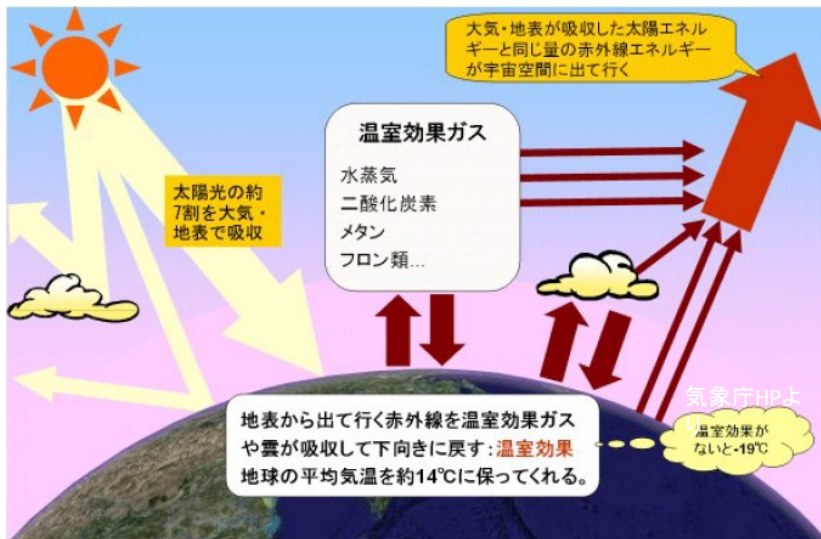 大気・地表が吸収した太陽エネル
ギーと同じ量の赤外線エネルギー
が宇宙空間に出て行く
温室効果ガス
水蒸気
二酸化炭素
メタン
フロン類…
太陽光の約
7割を大気・
地表で吸収
地表から出て行く赤外線を温室効果ガス
や雲が吸収して下向きに戻す:温室効果
地球の平均気温を約14℃に保ってくれる。
気象庁HPよ
り
温室効果が
ないと-19℃